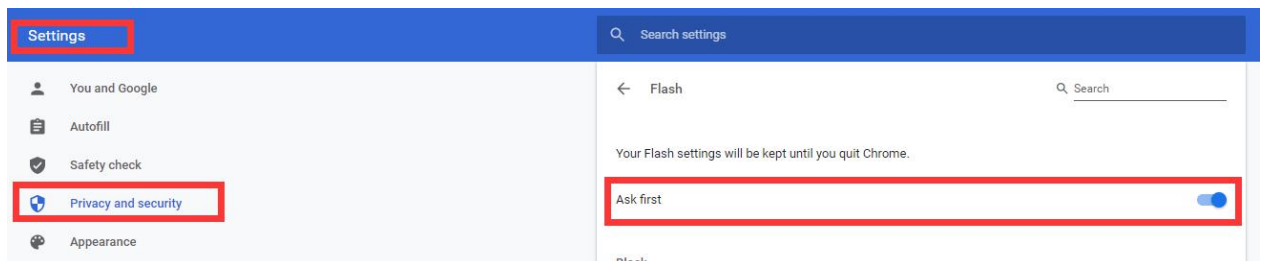 Settings
Search settings
You and Google
Autofill
Safety check
Privacy and security
Appearance
Flash
Search
Your Flash settings will be kept until you quit Chrome.
Ask first